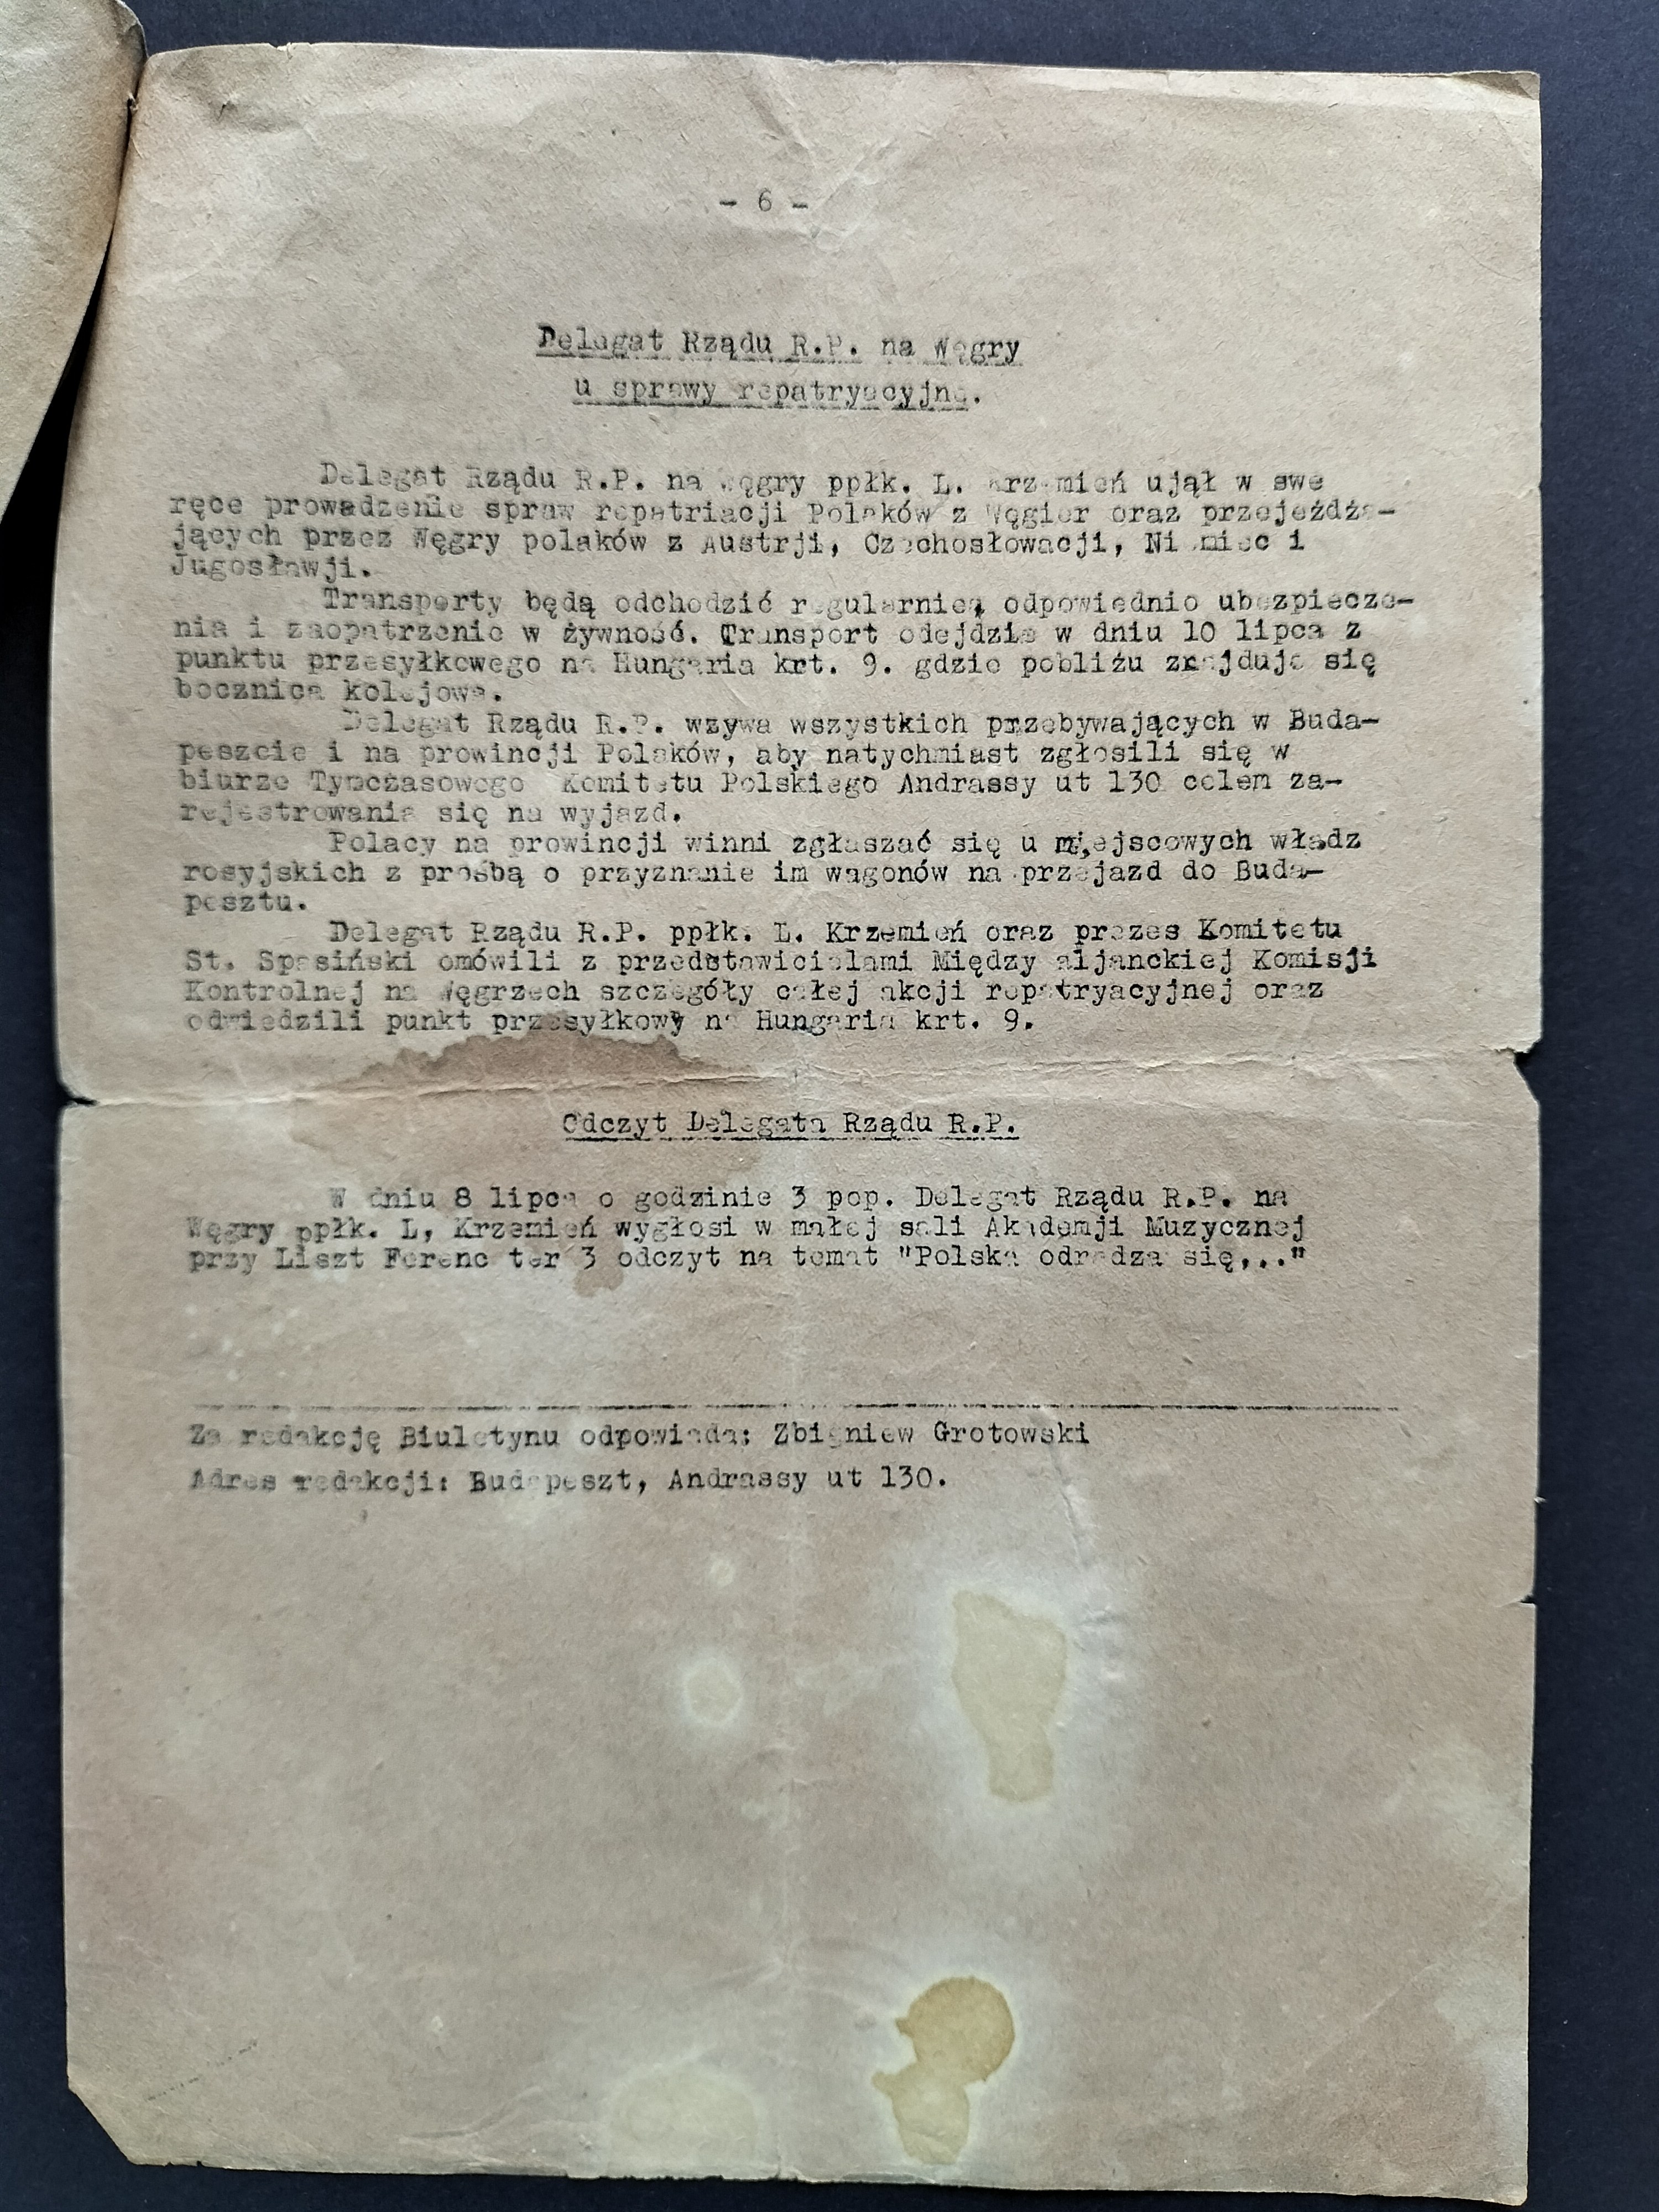 - 6 -
Delegat Rządu R.P. na Węgry
u sprawy repatryacyjne.
Delegat Rządu R.P. na Węgry ppłk. L. Krzemień ujął w swe
ręce prowadzenie spraw repatriacji Polaków z Węgier oraz przejeżdża-
jących przez Węgry polaków z Austrji, Czechosłowacji, Niemiec i
Jugosławji.
Transporty będą odchodzić regularnie, odpowiednio ubezpiecze-
nia i zaopatrzenie w żywność. Transport odejdzie w dniu 10 lipca z
punktu przesyłkowego na Hungaria krt. 9. gdzie pobliżu znajduje się
bocznica kolejowa.
Delegat Rządu R.P. wzywa wszystkich przebywających w Buda-
peszcie i na prowincji Polaków, aby natychmiast zgłosili się w
biurze Tymczasowego Komitetu Polskiego Andrassy ut 130 celem za-
rejestrowania się na wyjazd.
Polacy na prowincji winni zgłaszać się u miejscowych władz
rosyjskich z prośbą o przyznanie im wagonów na przejazd do Buda-
pesztu.
Delegat Rządu R.P. ppłk. L. Krzemień oraz prezes Komitetu
St. Spasiński omówili z przedstawicielami Między aljanckiej Komisji
Kontrolnej na Węgrzech szczegóły całej akcji repatryacyjnej oraz
odwiedzili punkt przesyłkowy na Hungaria krt. 9.
Odczyt Delegata Rządu R.P.
W dniu 8 lipca o godzinie 3 pop. Delegat Rządu R.P. na
Węgry ppłk. L, Krzemień wygłosi w małej sali Akademji Muzycznej
przy Liszt Ferenc ter 3 odczyt na temat "Polska odradza się,.."
Za redakcję Biuletynu odpowiada: Zbigniew Grotowski
Adres redakcji: Budapeszt, Andrassy ut 130.